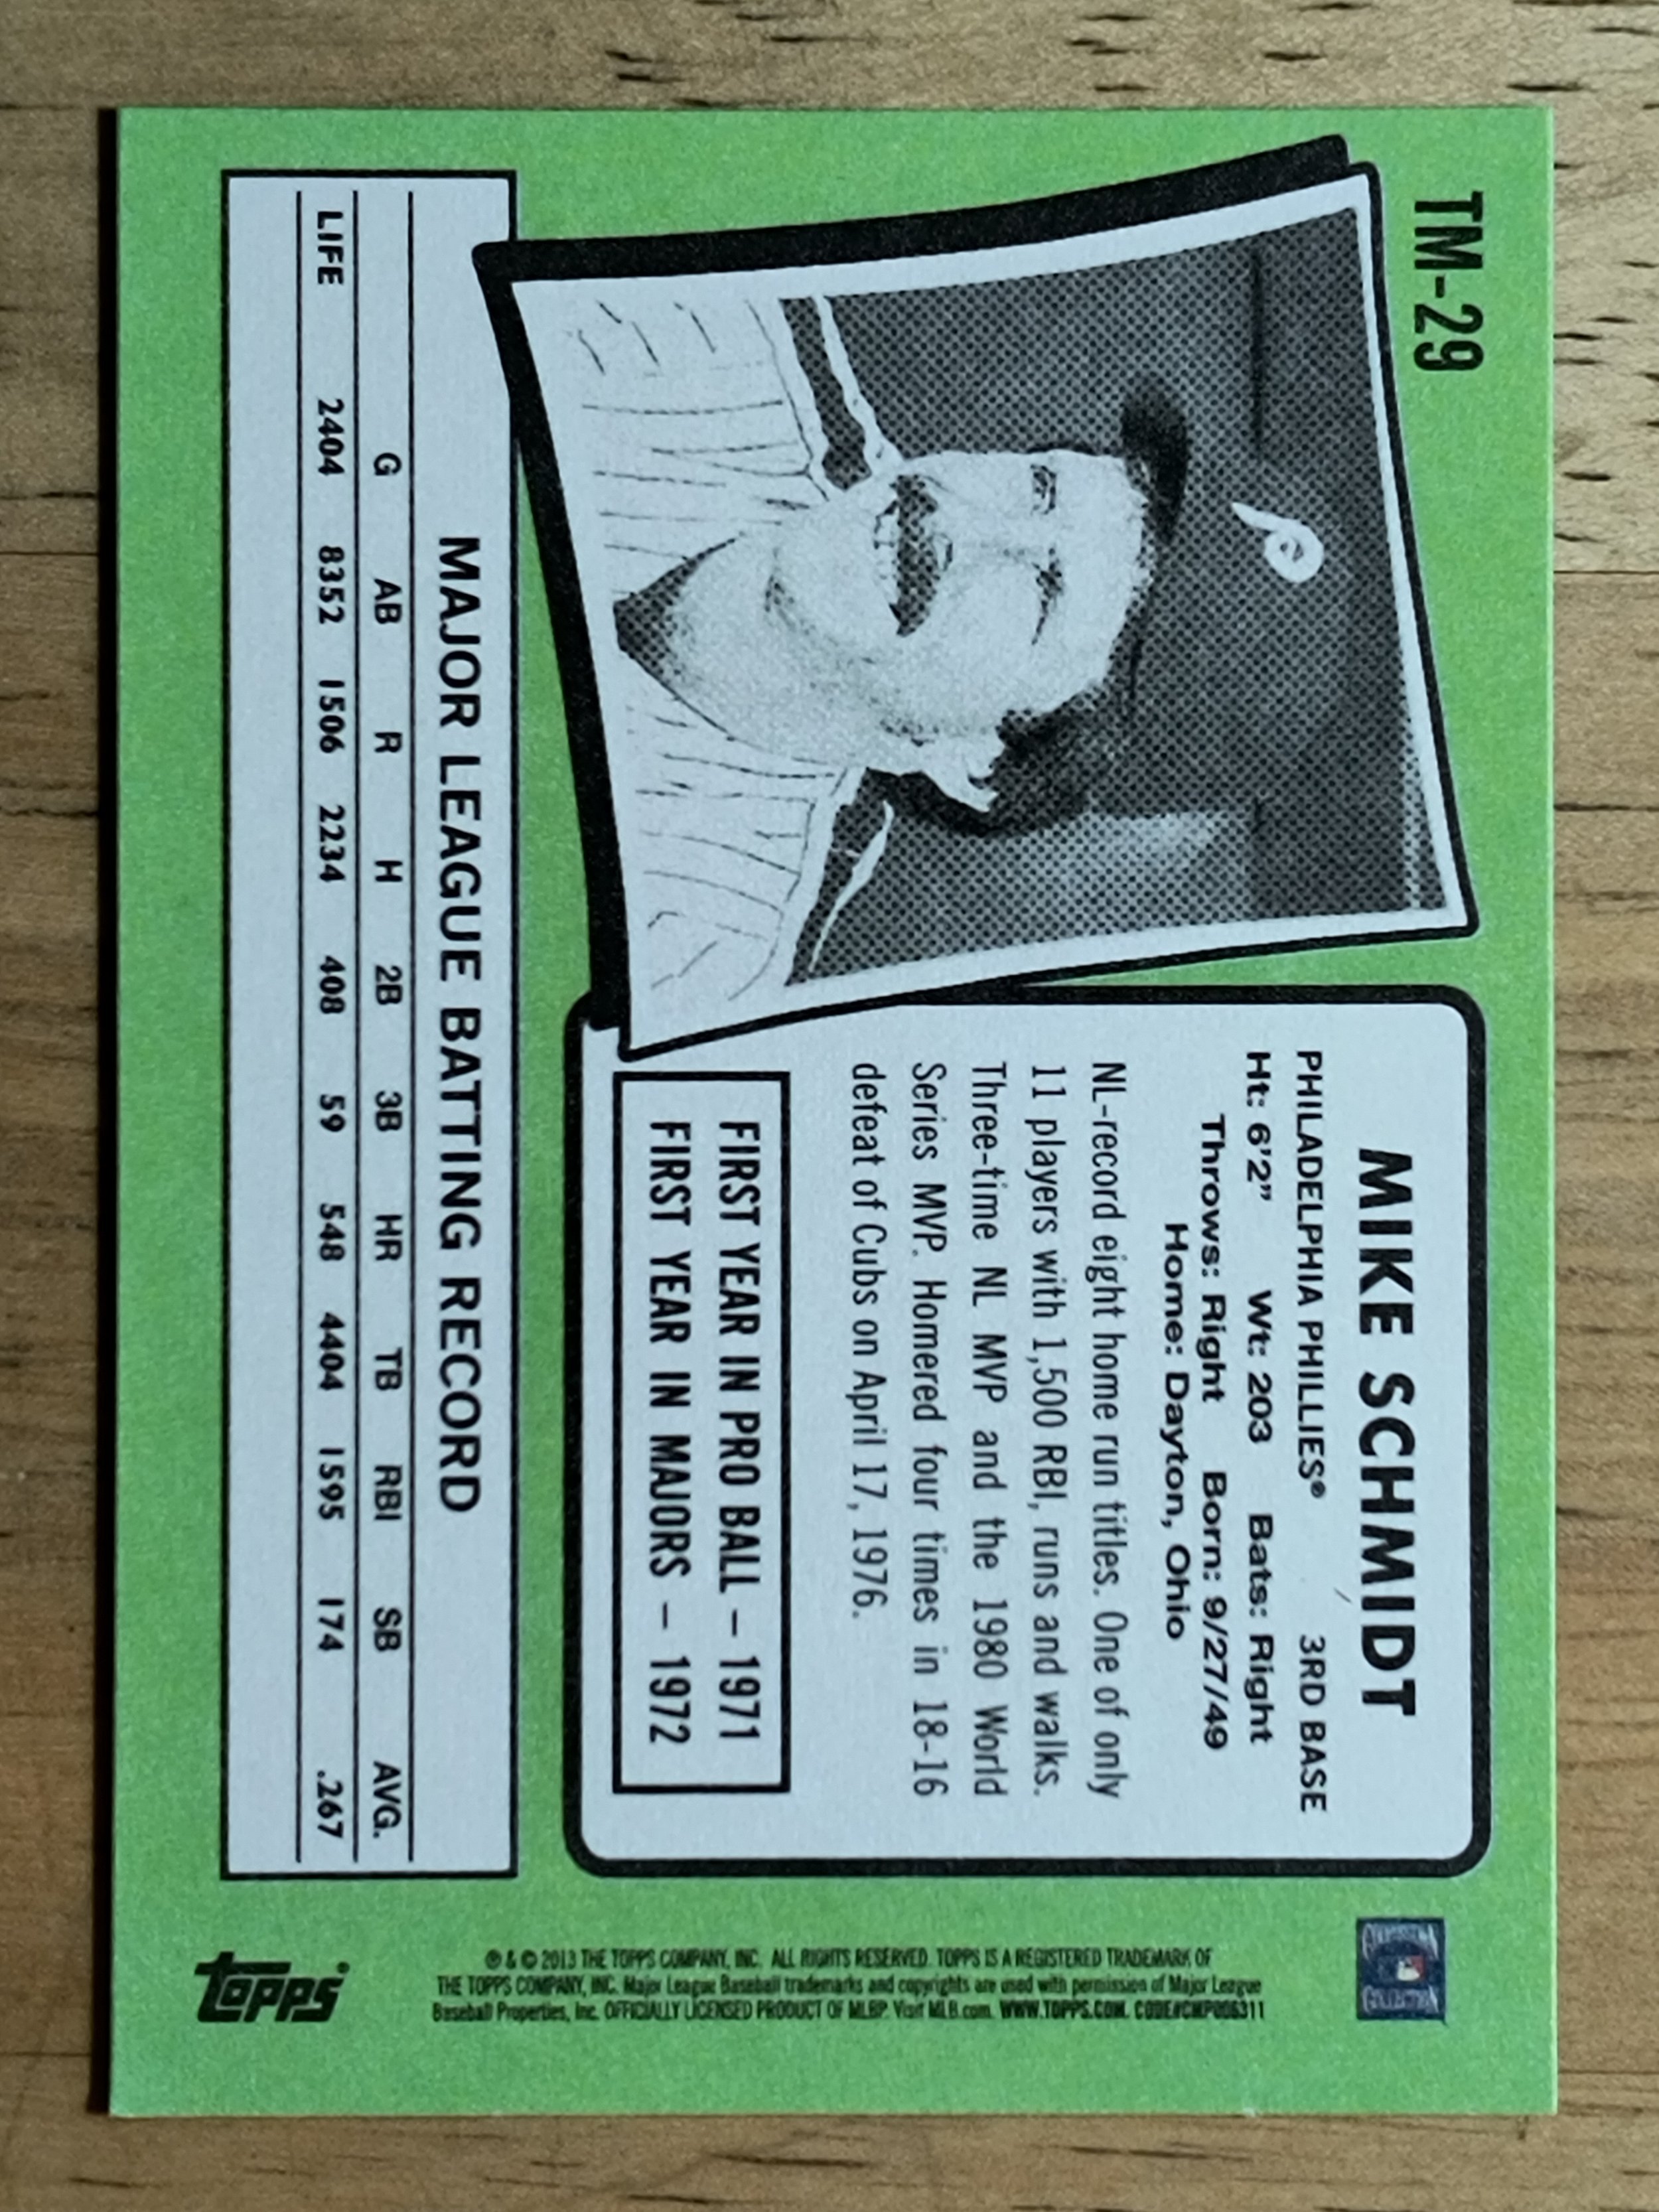 TM-29
MIKE SCHMIDT
PHILADELPHIA PHILLIES® 3RD BASE
Ht: 6'2" Wt: 203 Bats: Right
Throws: Right Born: 9/27/49
Home: Dayton, Ohio
NL-record eight home run titles. One of only
11 players with 1,500 RBI, runs and walks.
Three-time NL MVP and the 1980 World
Series MVP. Homered four times in 18-16
defeat of Cubs on April 17, 1976.
FIRST YEAR IN PRO BALL – 1971
FIRST YEAR IN MAJORS – 1972
MAJOR LEAGUE BATTING RECORD
G AB R H 2B 3B HR TB RBI SB AVG.
LIFE 2404 8352 1506 2234 408 59 548 4404 1595 174 .267
® & © 2013 THE TOPPS COMPANY, INC. ALL RIGHTS RESERVED. TOPPS IS A REGISTERED TRADEMARK OF
THE TOPPS COMPANY, INC. Major League Baseball trademarks and copyrights are used with permission of Major League
Baseball Properties, Inc. OFFICIALLY LICENSED PRODUCT OF MLBP. Visit MLB.com. WWW.TOPPS.COM. CODE#CMP006311
topps